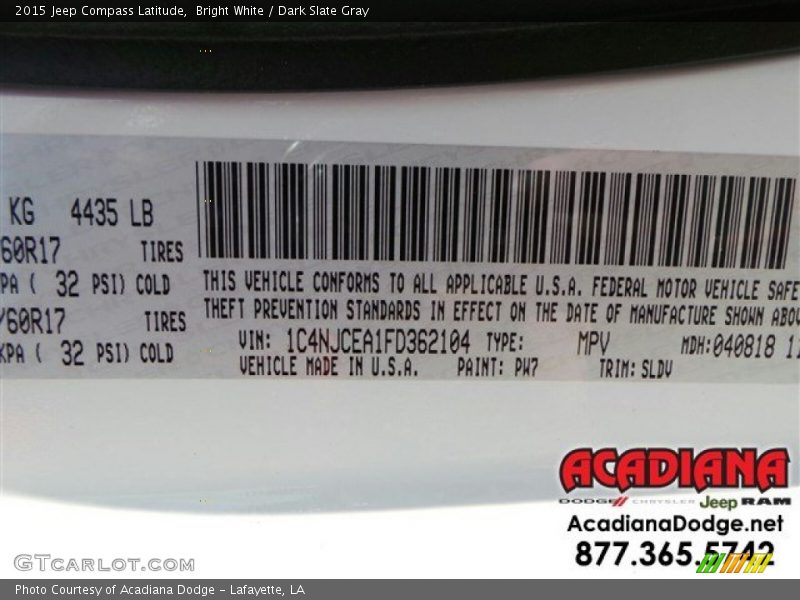 2015 Jeep Compass Latitude,  Bright White / Dark Slate Gray
KG 4435 LB
/60R17 TIRES
KPA ( 32 PSI) COLD
/60R17 TIRES
KPA ( 32 PSI) COLD
THIS VEHICLE CONFORMS TO ALL APPLICABLE U.S.A. FEDERAL MOTOR VEHICLE SAFE
THEFT PREVENTION STANDARDS IN EFFECT ON THE DATE OF MANUFACTURE SHOWN ABOV
VIN: 1C4NJCEA1FD362104 TYPE: MPV MDH: 040818 11
VEHICLE MADE IN U.S.A. PAINT: PW7 TRIM: SLDV
ACADIANA
DODGE CHRYSLER Jeep RAM
AcadianaDodge.net
877.365.5742
GTCARLOT.COM
Photo Courtesy of Acadiana Dodge - Lafayette, LA